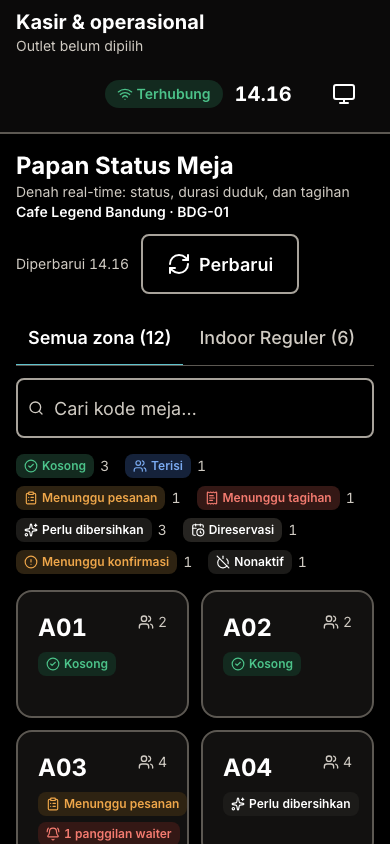 Kasir & operasional
Outlet belum dipilih
Terhubung 14.16
Papan Status Meja
Denah real-time: status, durasi duduk, dan tagihan
Cafe Legend Bandung · BDG-01
Diperbarui 14.16 Perbarui
Semua zona (12) Indoor Reguler (6)
Cari kode meja...
Kosong 3 Terisi 1
Menunggu pesanan 1 Menunggu tagihan 1
Perlu dibersihkan 3 Direservasi 1
Menunggu konfirmasi 1 Nonaktif 1
A01 2 A02 2
Kosong Kosong
A03 4 A04 4
Menunggu pesanan Perlu dibersihkan
1 panggilan waiter